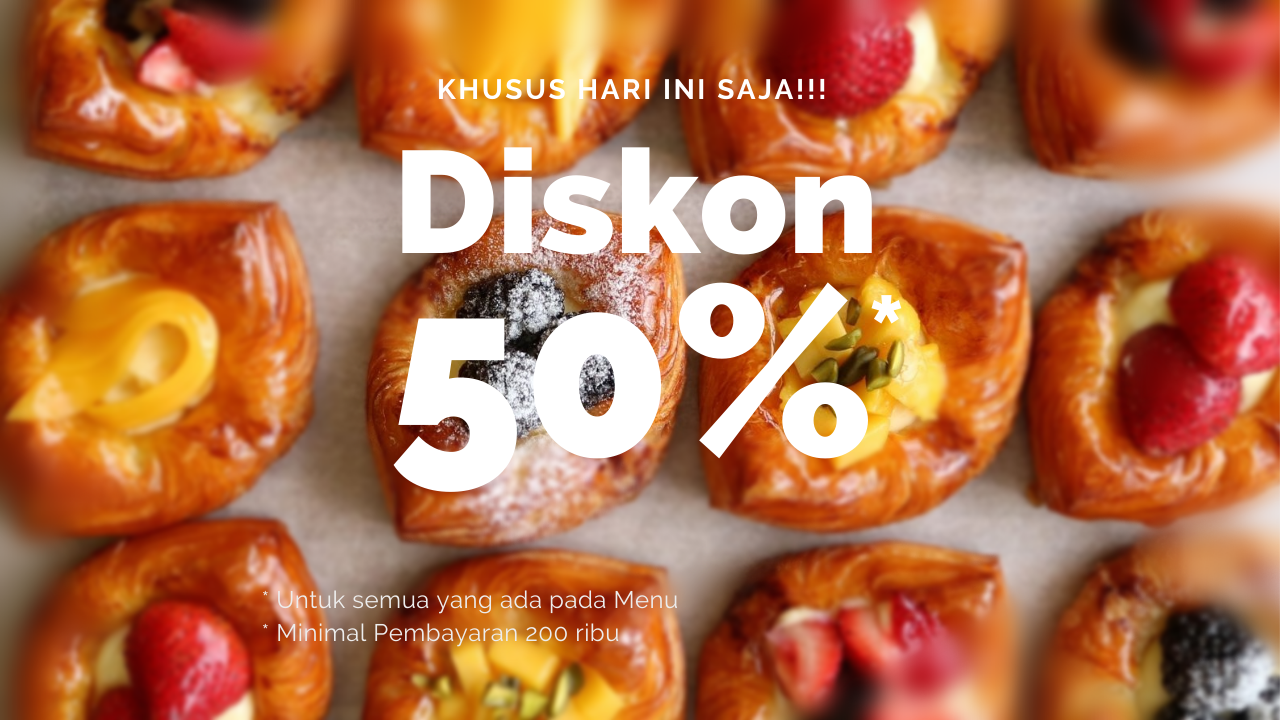 KHUSUS HARI INI SAJA!!!
Diskon
50%*
* Untuk semua yang ada pada Menu
* Minimal Pembayaran 200 ribu